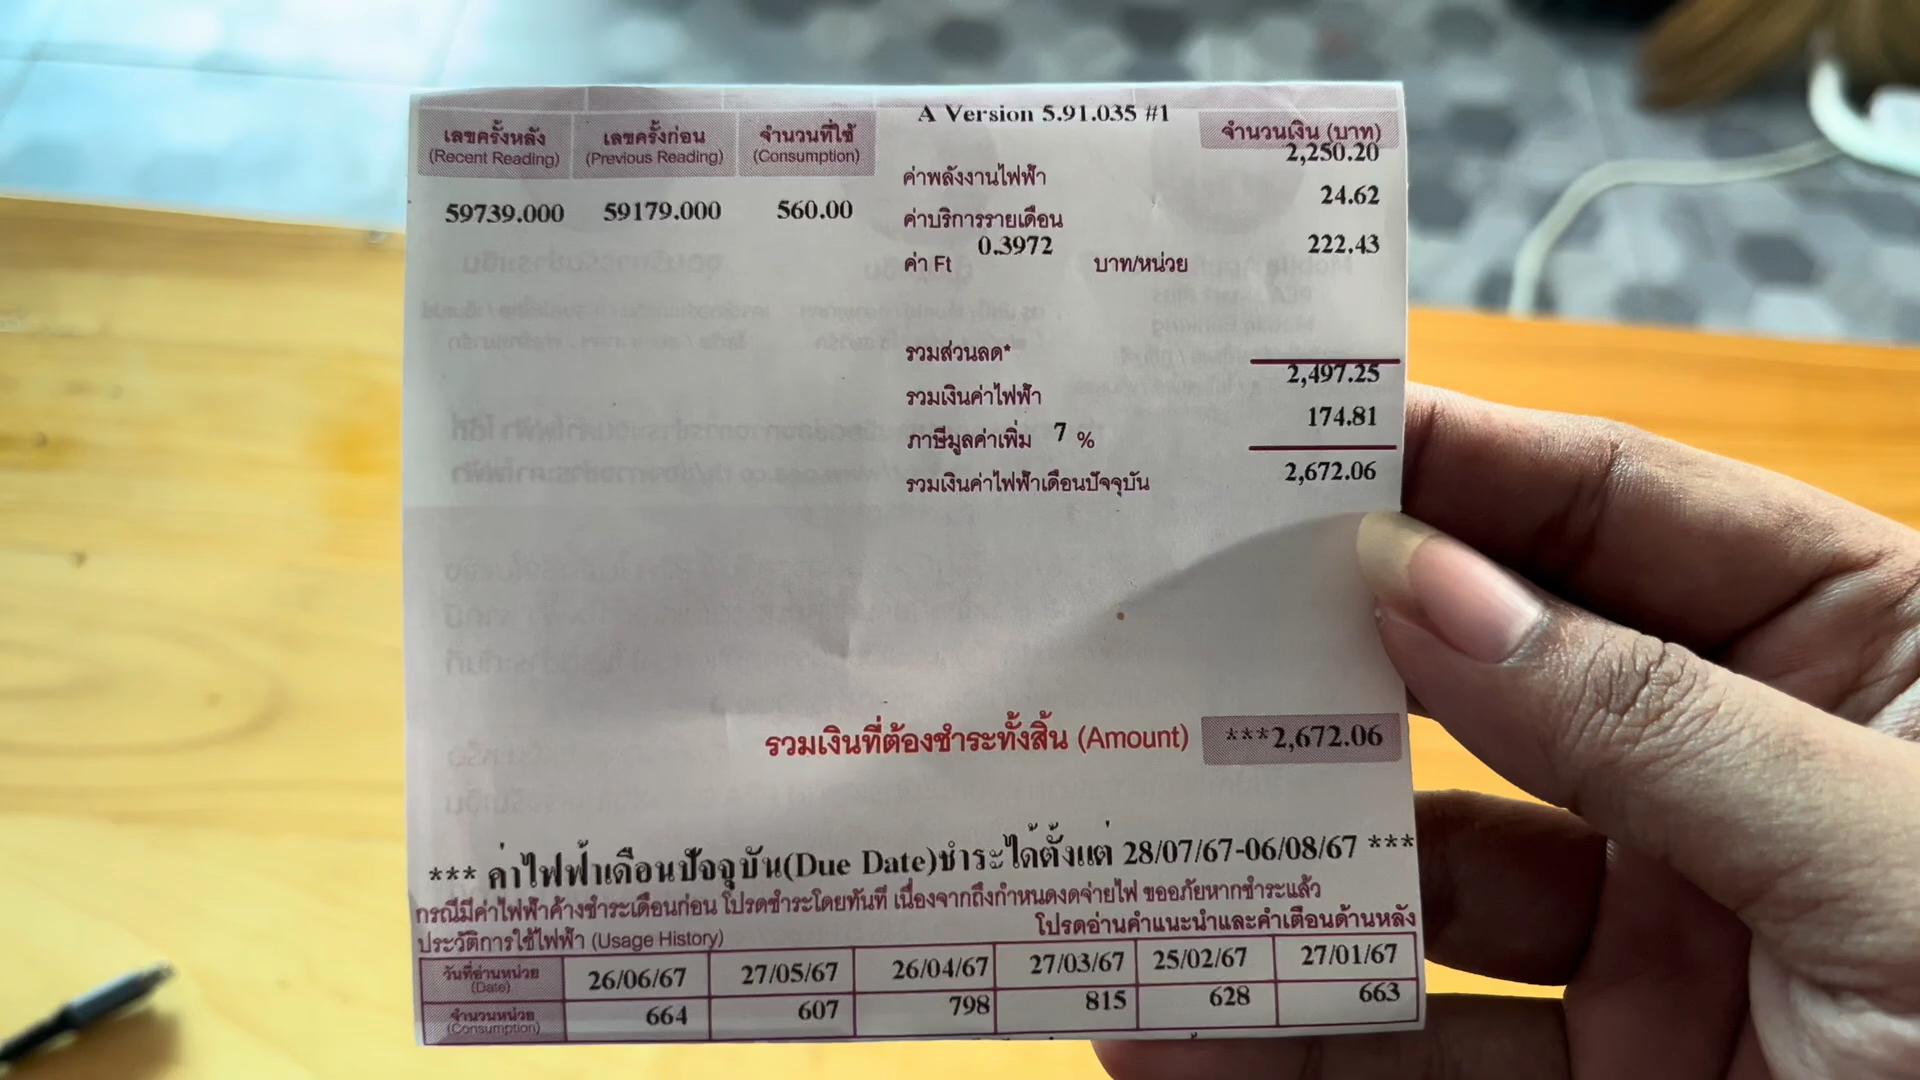 A Version 5.91.035 #1
เลขครั้งหลัง เลขครั้งก่อน จำนวนที่ใช้ จำนวนเงิน (บาท)
(Recent Reading) (Previous Reading) (Consumption)
2,250.20
ค่าพลังงานไฟฟ้า
24.62
59739.000 59179.000 560.00
ค่าบริการรายเดือน
0.3972 222.43
ค่า Ft บาท/หน่วย
รวมส่วนลด*
2,497.25
รวมเงินค่าไฟฟ้า
174.81
ภาษีมูลค่าเพิ่ม 7 %
2,672.06
รวมเงินค่าไฟฟ้าเดือนปัจจุบัน
รวมเงินที่ต้องชำระทั้งสิ้น (Amount) ***2,672.06
*** ค่าไฟฟ้าเดือนปัจจุบัน(Due Date)ชำระได้ตั้งแต่ 28/07/67-06/08/67 ***
กรณีมีค่าไฟฟ้าค้างชำระเดือนก่อน โปรดชำระโดยทันที เนื่องจากถึงกำหนดงดจ่ายไฟ ขออภัยหากชำระแล้ว
โปรดอ่านคำแนะนำและคำเตือนด้านหลัง
ประวัติการใช้ไฟฟ้า (Usage History)
วันที่อ่านหน่วย 26/06/67 27/05/67 26/04/67 27/03/67 25/02/67 27/01/67
(Date)
จำนวนหน่วย 664 607 798 815 628 663
(Consumption)